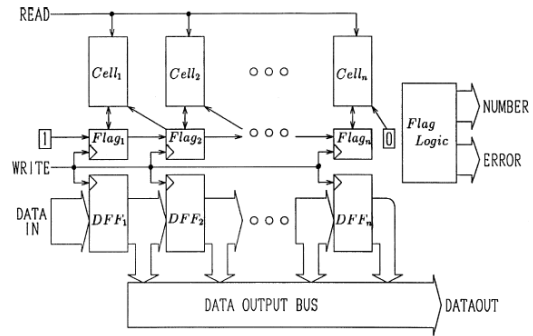 READ
Cell1 Cell2 Celln
1 Flag1 Flag2 Flagn 0
Flag Logic
NUMBER
ERROR
WRITE
DATA IN
DFF1 DFF2 DFFn
DATA OUTPUT BUS DATAOUT